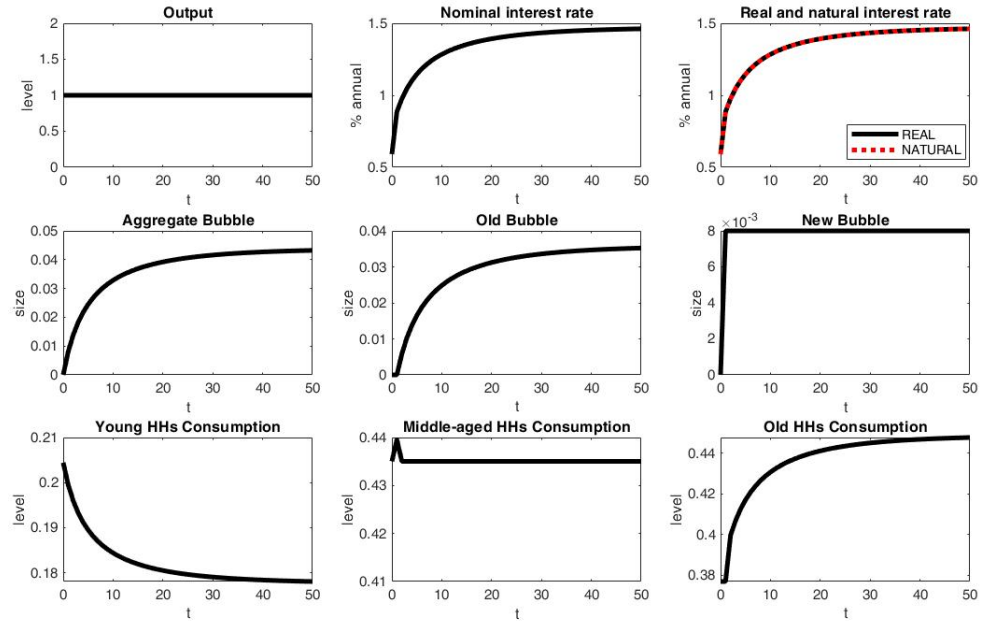 Output
Nominal interest rate
Real and natural interest rate
2
1.5
1
0.5
0
level
0 10 20 30 40 50
t
1.5
1
0.5
% annual
0 10 20 30 40 50
t
1.5
1
0.5
% annual
REAL
NATURAL
0 10 20 30 40 50
t
Aggregate Bubble
Old Bubble
New Bubble
0.05
0.04
0.03
0.02
0.01
0
size
0 10 20 30 40 50
t
0.04
0.03
0.02
0.01
0
size
0 10 20 30 40 50
t
8 ×10⁻³
6
4
2
0
size
0 10 20 30 40 50
t
Young HHs Consumption
Middle-aged HHs Consumption
Old HHs Consumption
0.21
0.2
0.19
0.18
level
0 10 20 30 40 50
t
0.44
0.43
0.42
0.41
level
0 10 20 30 40 50
t
0.44
0.42
0.4
0.38
level
0 10 20 30 40 50
t